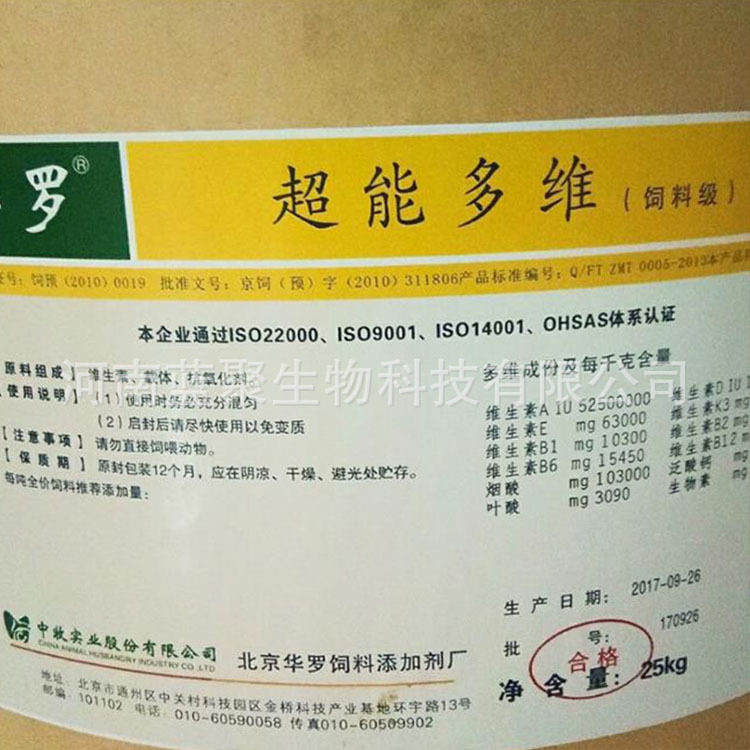 罗®
超能多维(饲料级)
证号:饲预(2010)0019 批准文号:京饲(预)字(2010)311806产品标准编号:Q/FT ZMT 0005-2013本产品
本企业通过ISO22000、ISO9001、ISO14001、OHSAS体系认证
原料组成】维生素、载体、抗氧化剂
使用说明】(1)使用时务必充分混匀
(2)启封后请尽快使用以免变质
【注意事项】请勿直接饲喂动物。
【保质期】原封包装12个月,应在阴凉、干燥、避光处贮存。
每吨全价饲料推荐添加量:
多维成份及每千克含量
维生素A IU 52500000 维生素D IU
维生素E mg 63000 维生素K3 mg
维生素B1 mg 10300 维生素B2 mg
维生素B6 mg 15450 维生素B12 m
烟酸 mg 103000 泛酸钙 m
叶酸 mg 3090 生物素 m
河南 聚生物科技有限公司
生产日期: 2017-09-26
批号: 170926
合格
净含量: 25kg
中牧实业股份有限公司
CHINA ANIMAL HUSBANDRY INDUSTRY CO.,LTD
北京华罗饲料添加剂厂
地址:北京市通州区中关村科技园区金桥科技产业基地环宇路13号
邮编:101102 电话:010-60590058 传真010-60509902